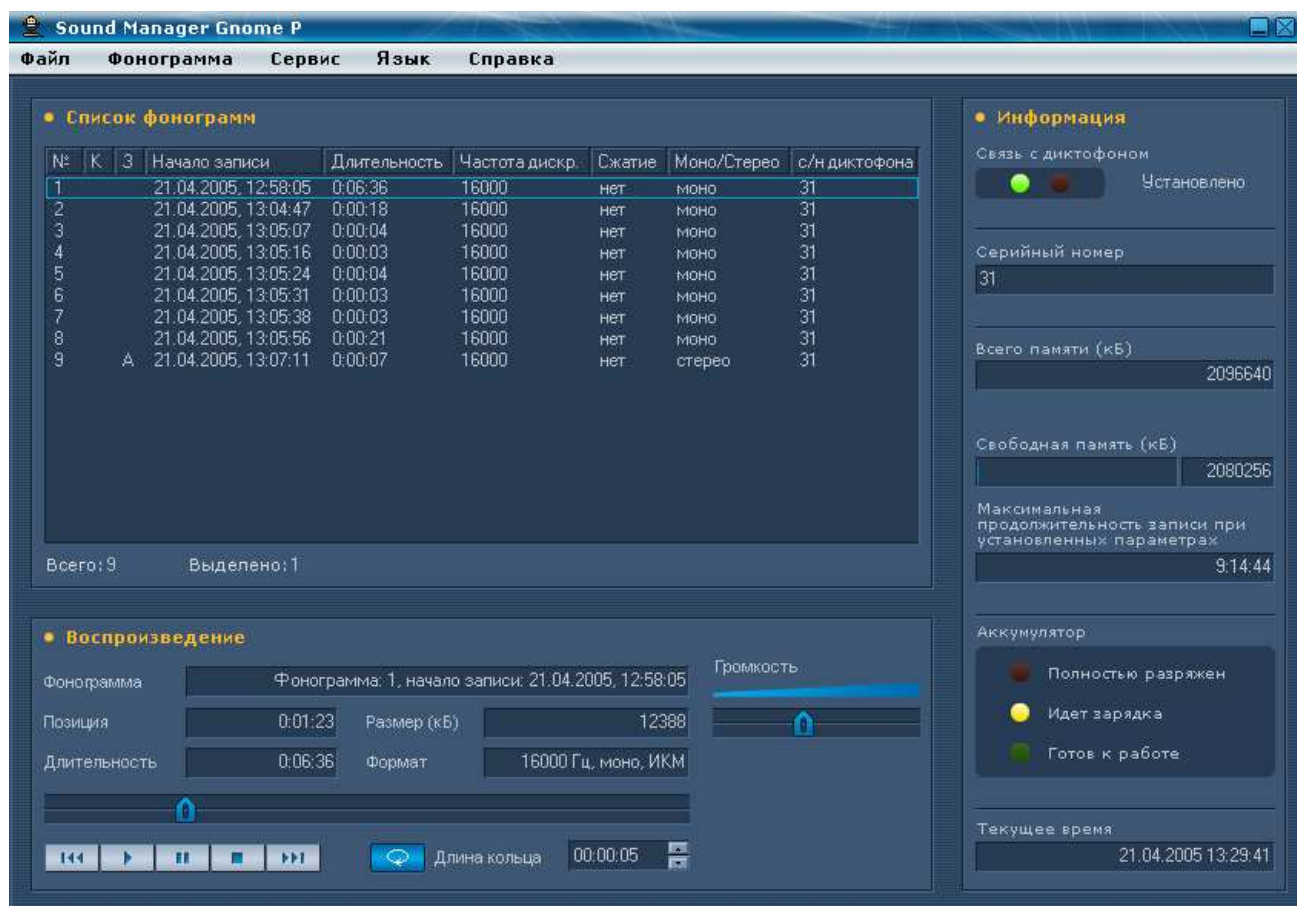 Sound Manager Gnome P
Файл Фонограмма Сервис Язык Справка
Список фонограмм
№ К З Начало записи Длительность Частота дискр. Сжатие Моно/Стерео с/н диктофона
1 21.04.2005, 12:58:05 0:06:36 16000 нет моно 31
2 21.04.2005, 13:04:47 0:00:18 16000 нет моно 31
3 21.04.2005, 13:05:07 0:00:04 16000 нет моно 31
4 21.04.2005, 13:05:16 0:00:03 16000 нет моно 31
5 21.04.2005, 13:05:24 0:00:04 16000 нет моно 31
6 21.04.2005, 13:05:31 0:00:03 16000 нет моно 31
7 21.04.2005, 13:05:38 0:00:03 16000 нет моно 31
8 21.04.2005, 13:05:56 0:00:21 16000 нет моно 31
9 А 21.04.2005, 13:07:11 0:00:07 16000 нет стерео 31
Всего: 9 Выделено: 1
Воспроизведение
Фонограмма Фонограмма: 1, начало записи: 21.04.2005, 12:58:05
Позиция 0:01:23 Размер (кБ) 12388
Длительность 0:06:36 Формат 16000 Гц, моно, ИКМ
Громкость
Длина кольца 00:00:05
Информация
Связь с диктофоном
Установлено
Серийный номер
31
Всего памяти (кБ)
2096640
Свободная память (кБ)
2080256
Максимальная
продолжительность записи при
установленных параметрах
9:14:44
Аккумулятор
Полностью разряжен
Идет зарядка
Готов к работе
Текущее время
21.04.2005 13:29:41